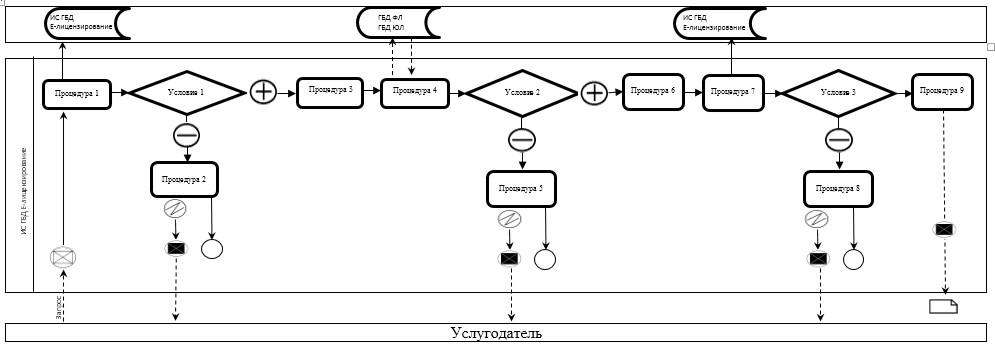 ИС ГБД
Е-лицензирование
ГБД ФЛ
ГБД ЮЛ
ИС ГБД
Е-лицензирование
Процедура 1
Условие 1
Процедура 3
Процедура 4
Условие 2
Процедура 6
Процедура 7
Условие 3
Процедура 9
Процедура 2
Процедура 5
Процедура 8
ИС ГБД Е-лицензирование
Запрос
Услугодатель